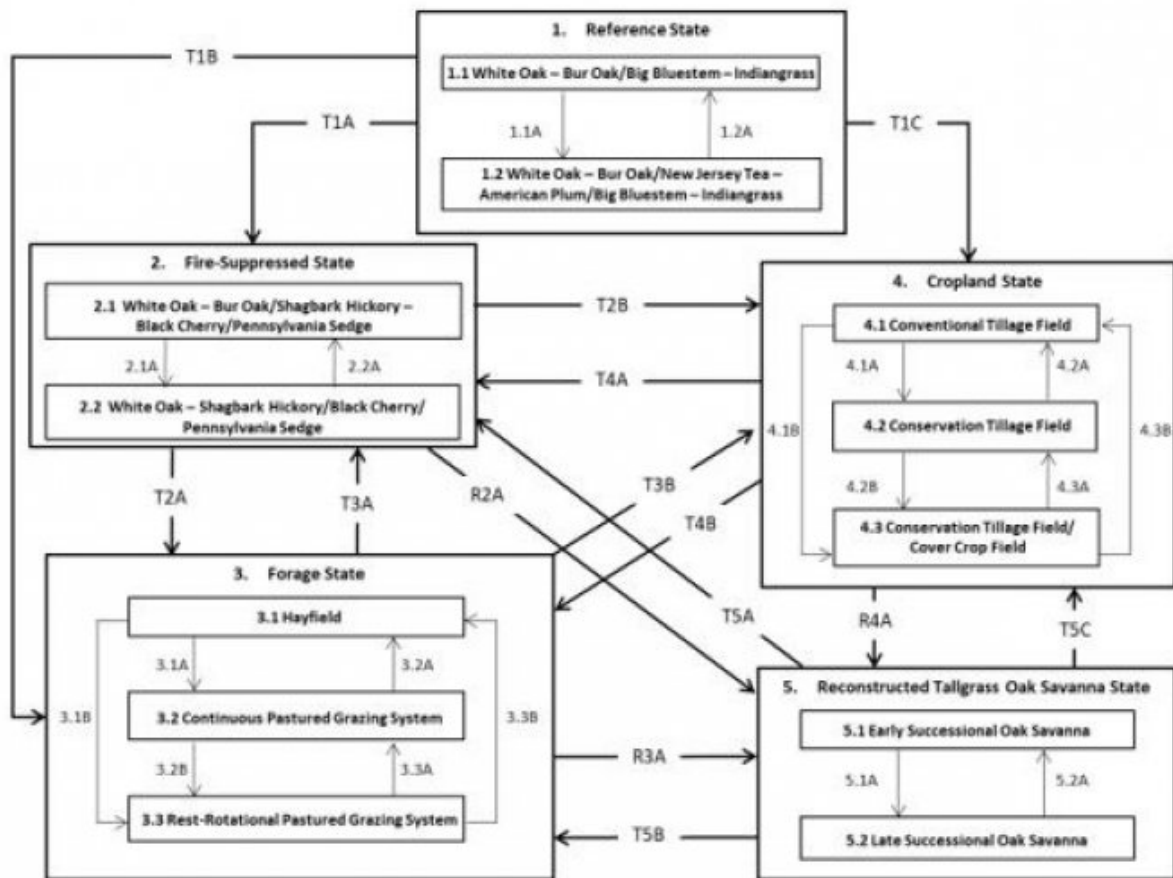 1. Reference State
T1B
1.1 White Oak – Bur Oak/Big Bluestem – Indiangrass
T1A
1.1A
1.2A
T1C
1.2 White Oak – Bur Oak/New Jersey Tea –
American Plum/Big Bluestem – Indiangrass
2. Fire-Suppressed State
2.1 White Oak – Bur Oak/Shagbark Hickory –
Black Cherry/Pennsylvania Sedge
2.1A
2.2A
2.2 White Oak – Shagbark Hickory/Black Cherry/
Pennsylvania Sedge
T2B
T4A
4. Cropland State
4.1 Conventional Tillage Field
4.1A
4.2A
4.2 Conservation Tillage Field
4.1B
4.3B
4.2B
4.3A
4.3 Conservation Tillage Field/
Cover Crop Field
T2A
T3A
R2A
T3B
T4B
3. Forage State
3.1 Hayfield
3.1A
3.2A
3.1B
3.2 Continuous Pastured Grazing System
3.3B
3.2B
3.3A
3.3 Rest-Rotational Pastured Grazing System
T5A
R4A
T5C
R3A
T5B
5. Reconstructed Tallgrass Oak Savanna State
5.1 Early Successional Oak Savanna
5.1A
5.2A
5.2 Late Successional Oak Savanna